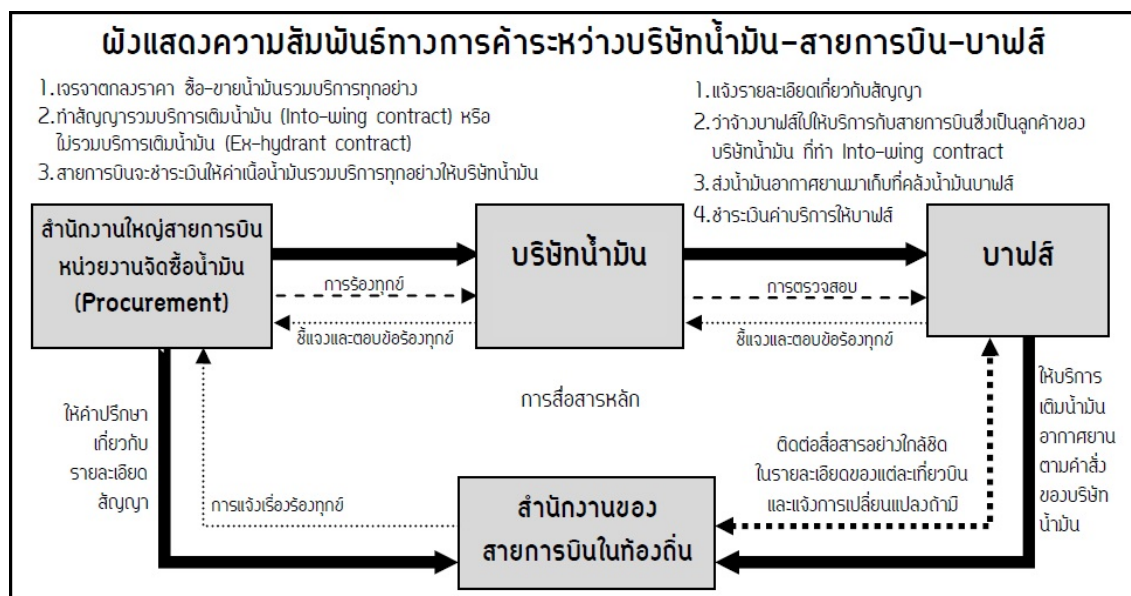 ผังแสดงความสัมพันธ์ทางการค้าระหว่างบริษัทน้ำมัน-สายการบิน-บาฟส์
1.เจรจาตกลงราคา ซื้อ-ขายน้ำมันรวมบริการทุกอย่าง
2.ทำสัญญารวมบริการเติมน้ำมัน (Into-wing contract) หรือ
ไม่รวมบริการเติมน้ำมัน (Ex-hydrant contract)
3.สายการบินจะชำระเงินให้ค่าเนื้อน้ำมันรวมบริการทุกอย่างให้บริษัทน้ำมัน
1.แจ้งรายละเอียดเกี่ยวกับสัญญา
2.ว่าจ้างบาฟส์ไปให้บริการกับสายการบินซึ่งเป็นลูกค้าของ
บริษัทน้ำมัน ที่ทำ Into-wing contract
3.ส่งน้ำมันอากาศยานมาเก็บที่คลังน้ำมันบาฟส์
4.ชำระเงินค่าบริการให้บาฟส์
สำนักงานใหญ่สายการบิน
หน่วยงานจัดซื้อน้ำมัน
(Procurement)
บริษัทน้ำมัน
บาฟส์
การร้องทุกข์
ชี้แจงและตอบข้อร้องทุกข์
การตรวจสอบ
ชี้แจงและตอบข้อร้องทุกข์
การสื่อสารหลัก
ให้คำปรึกษา
เกี่ยวกับ
รายละเอียด
สัญญา
การแจ้งเรื่องร้องทุกข์
สำนักงานของ
สายการบินในท้องถิ่น
ติดต่อสื่อสารอย่างใกล้ชิด
ในรายละเอียดของแต่ละเที่ยวบิน
และแจ้งการเปลี่ยนแปลงถ้ามี
ให้บริการ
เติมน้ำมัน
อากาศยาน
ตามคำสั่ง
ของบริษัท
น้ำมัน